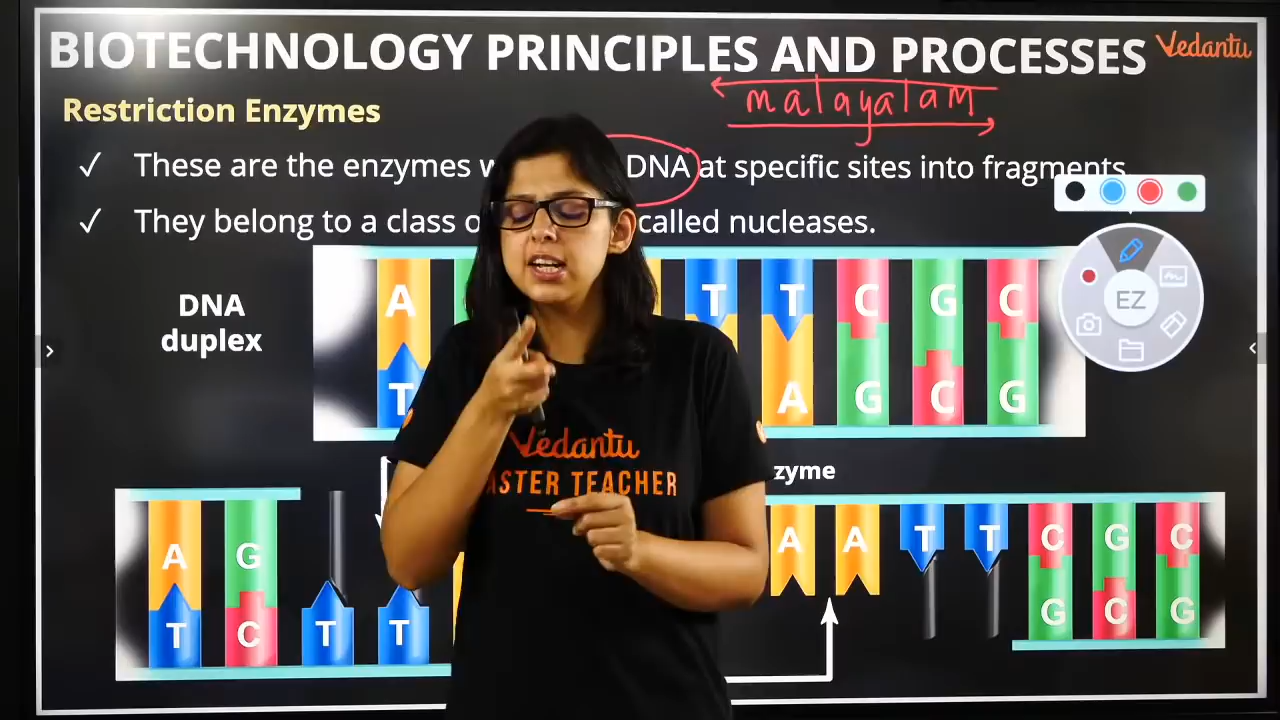 BIOTECHNOLOGY PRINCIPLES AND PROCESSES
Vedantu
malayalam
Restriction Enzymes
✓ These are the enzymes DNA at specific sites into fragments
✓ They belong to a class called nucleases.
DNA
duplex
A T T C G C
T A G C G
EZ
Vedantu
MASTER TEACHER
zyme
A G A A T T C G C
T C T T G C G